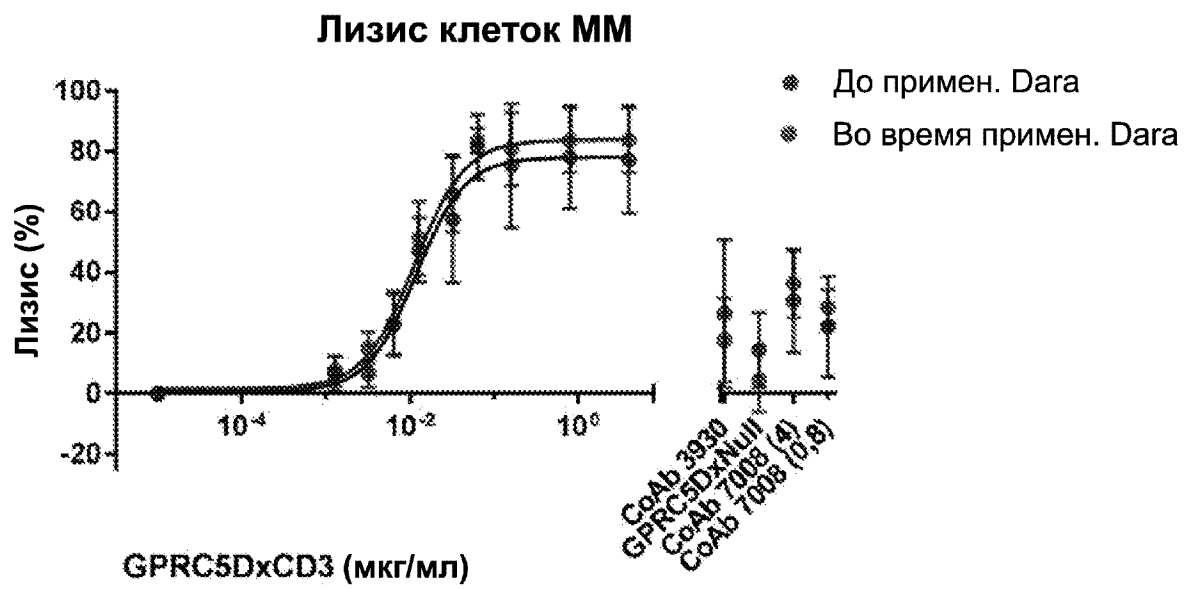 Лизис клеток ММ
До примен. Dara
Во время примен. Dara
Лизис (%)
100
80
60
40
20
0
-20
10-4
10-2
100
CoAb 3930
GPRC5DxNull
CoAb 7008 (4)
CoAb 7008 (0,8)
GPRC5DxCD3 (мкг/мл)